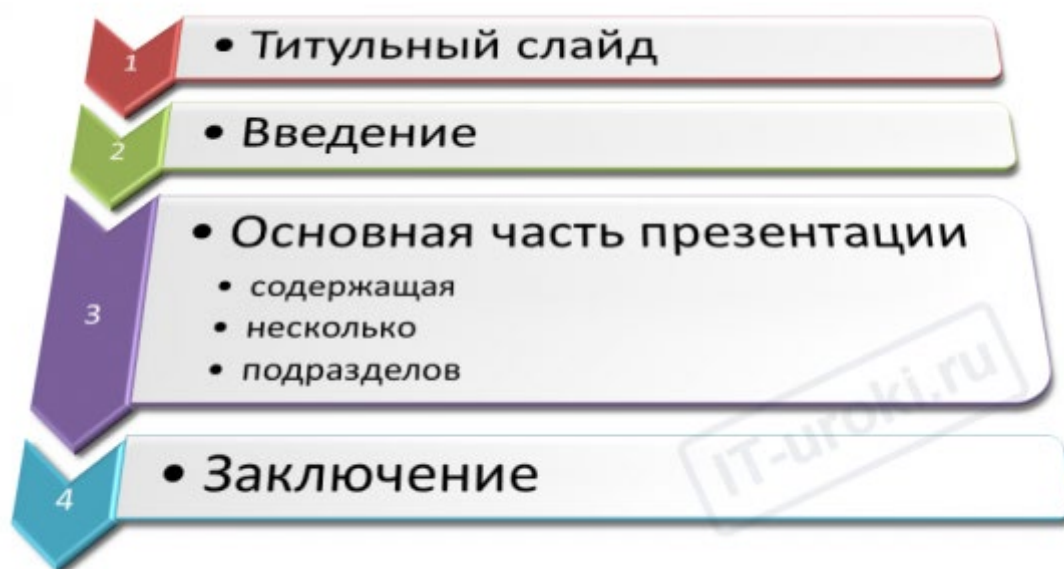 1 • Титульный слайд
2 • Введение
• Основная часть презентации
• содержащая
3 • несколько
• подразделов
IT-uroki.ru
4 • Заключение